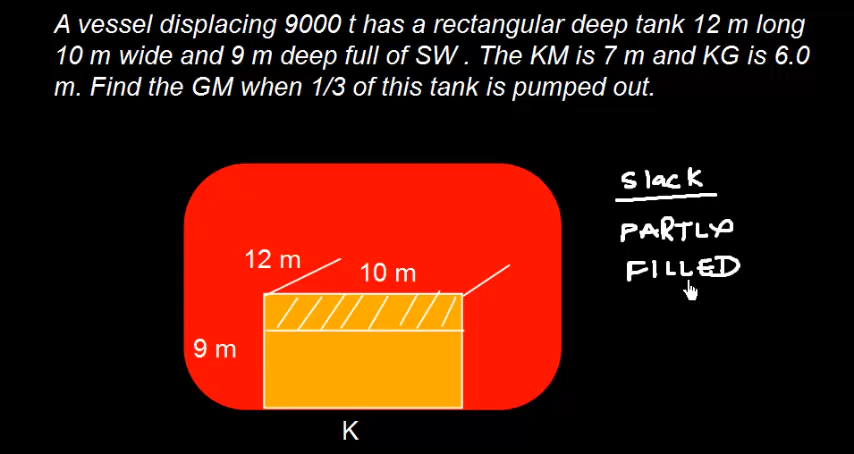 A vessel displacing 9000 t has a rectangular deep tank 12 m long
10 m wide and 9 m deep full of SW . The KM is 7 m and KG is 6.0
m. Find the GM when 1/3 of this tank is pumped out.
slack
PARTLY
FILLED
12 m
10 m
9 m
K